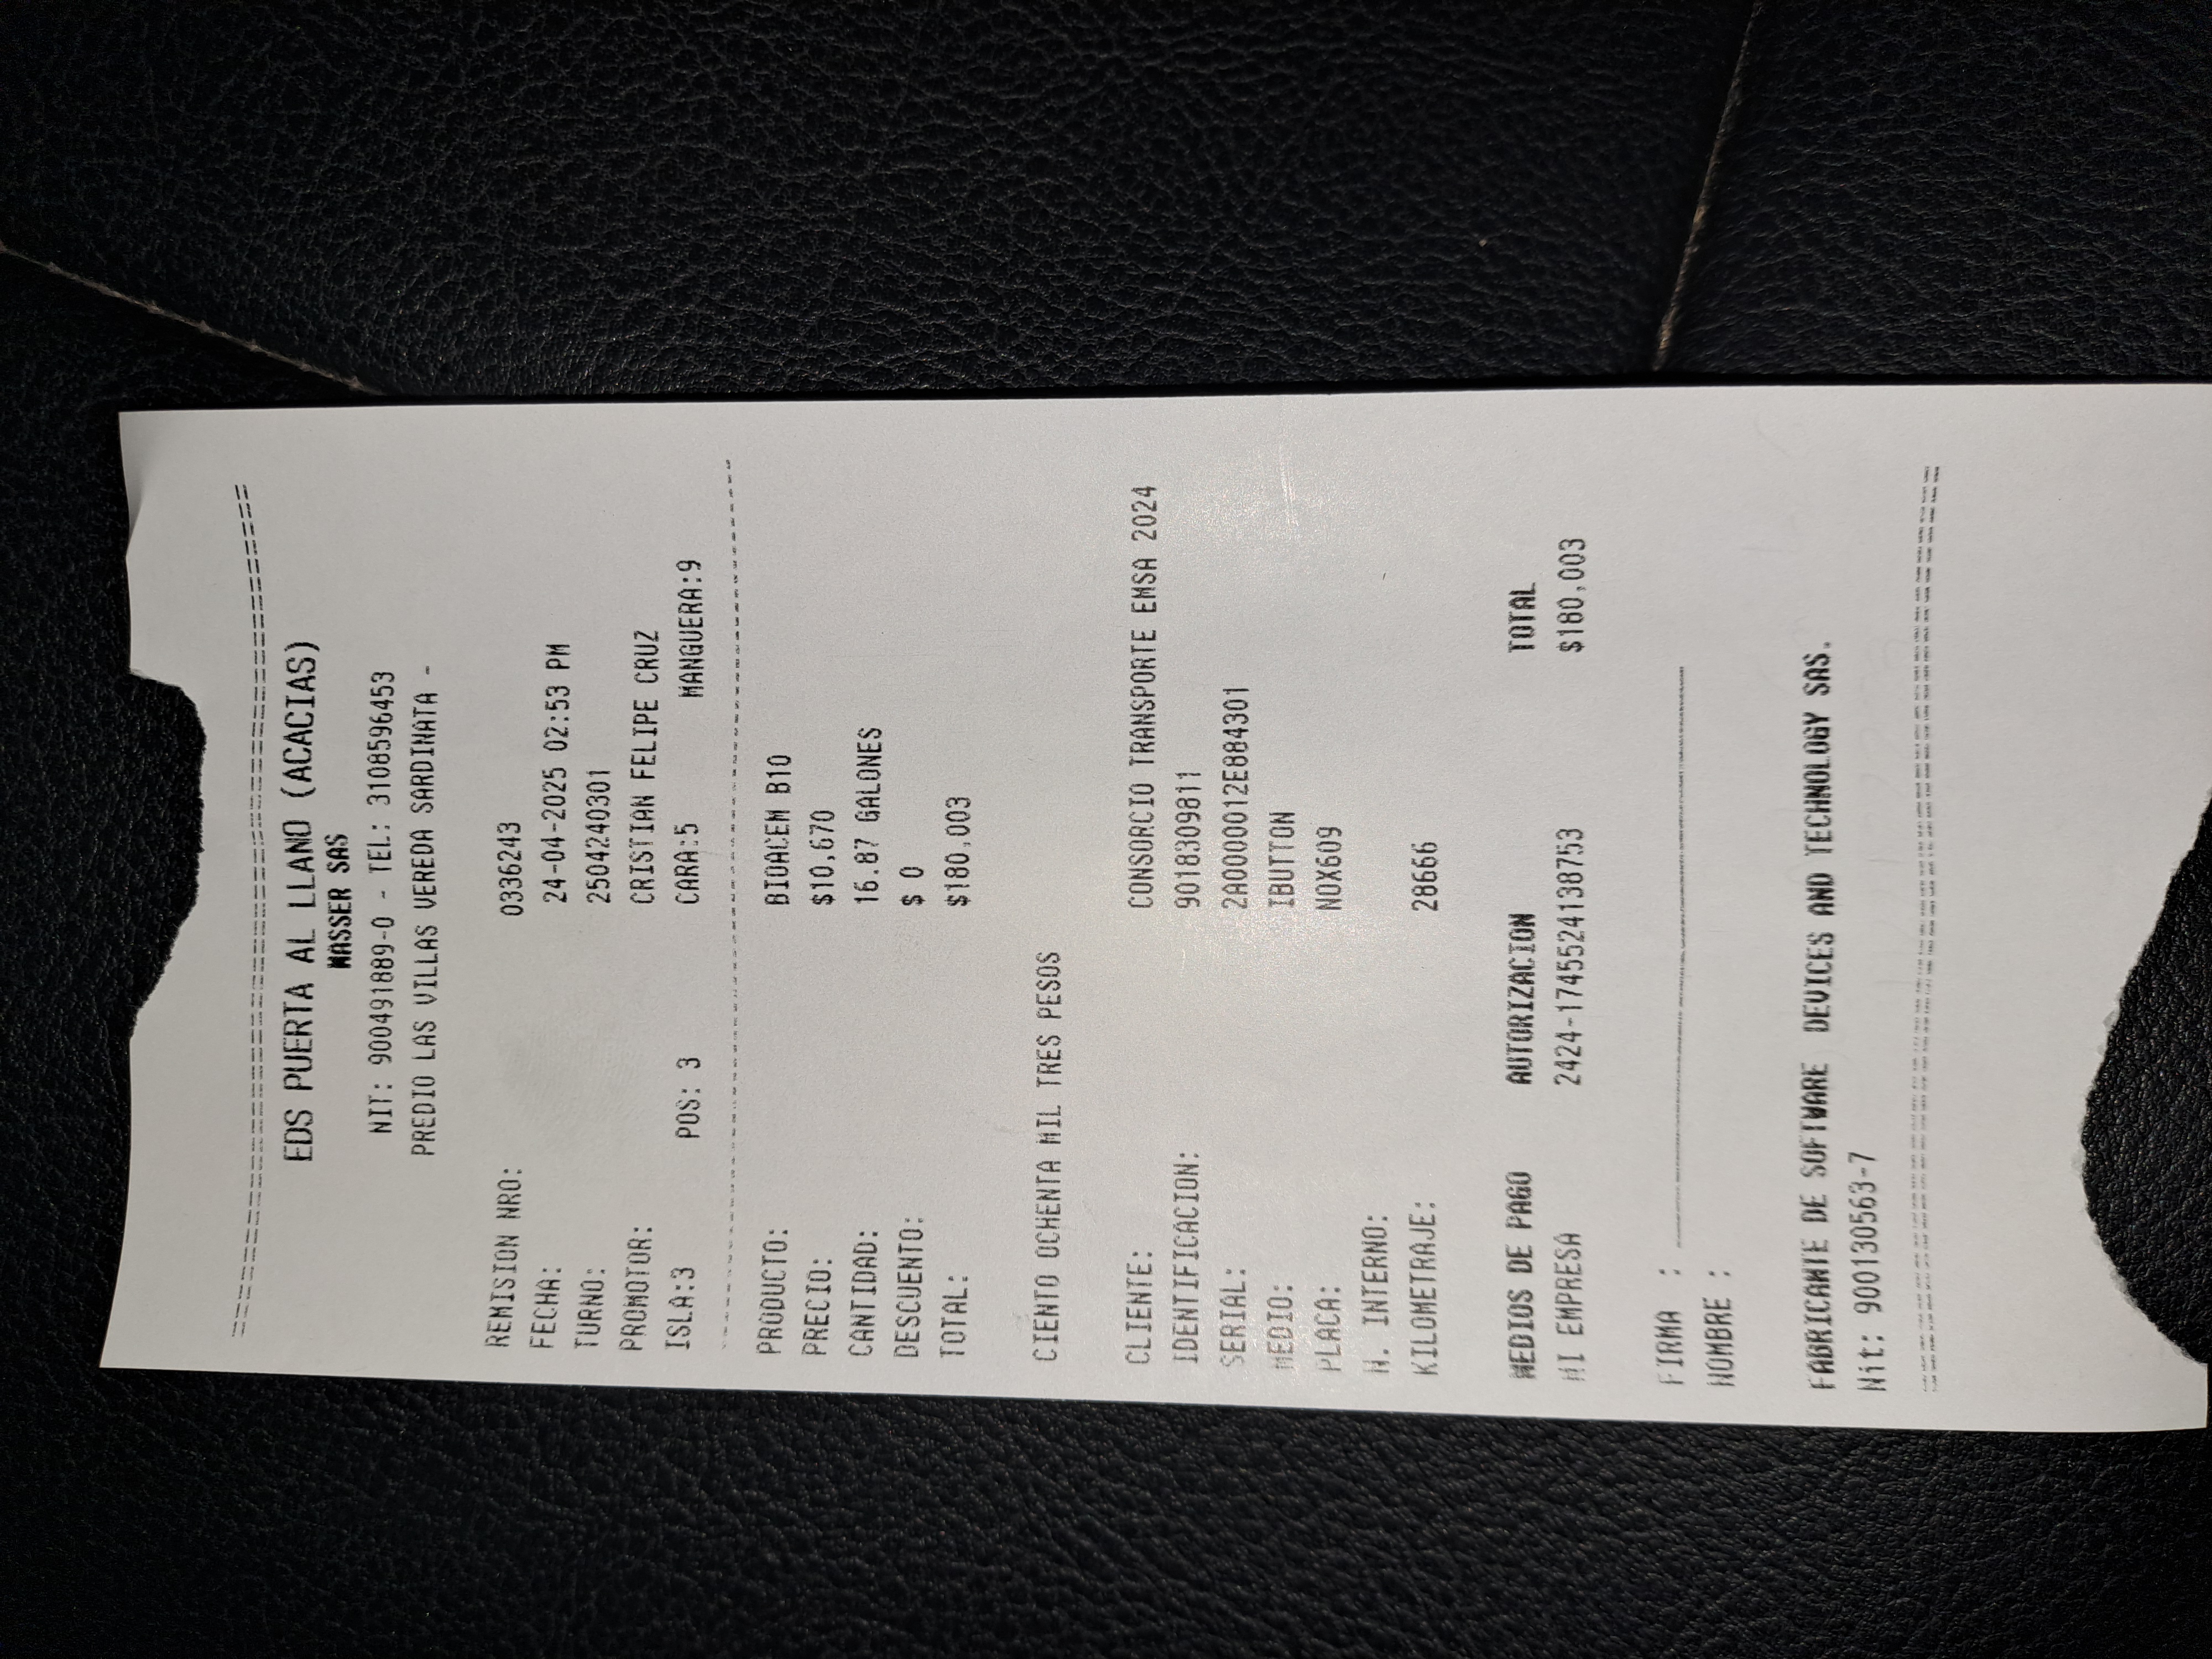 EDS PUERTA AL LLANO (ACACIAS)
MASSER SAS
NIT: 900491889-0 - TEL: 3108596453
PREDIO LAS VILLAS VEREDA SARDINATA -
REMISION NRO: 0336243
FECHA: 24-04-2025 02:53 PM
TURNO: 2504240301
PROMOTOR: CRISTIAN FELIPE CRUZ
ISLA:3 POS: 3 CARA:5 MANGUERA:9
PRODUCTO: BIOACEM B10
PRECIO: $10,670
CANTIDAD: 16.87 GALONES
DESCUENTO: $ 0
TOTAL: $180,003
CIENTO OCHENTA MIL TRES PESOS
CLIENTE: CONSORCIO TRANSPORTE EMSA 2024
IDENTIFICACION: 9018309811
SERIAL: 2A0000012E884301
MEDIO: IBUTTON
PLACA: NOX609
N. INTERNO:
KILOMETRAJE: 28666
MEDIOS DE PAGO AUTORIZACION TOTAL
MI EMPRESA 2424-1745524138753 $180,003
FIRMA :
NOMBRE :
FABRICANTE DE SOFTWARE DEVICES AND TECHNOLOGY SAS.
Nit: 900130563-7